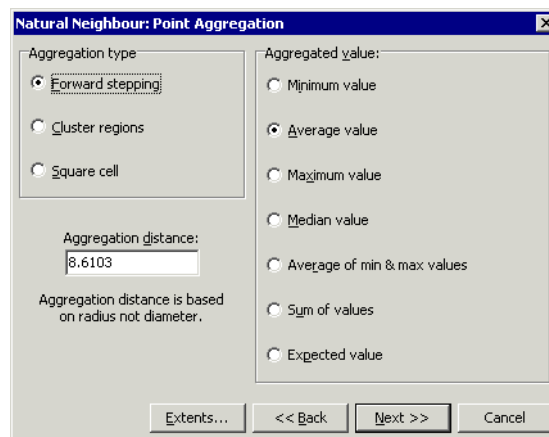 Natural Neighbour: Point Aggregation
Aggregation type
Forward stepping
Cluster regions
Square cell
Aggregation distance:
8.6103
Aggregation distance is based
on radius not diameter.
Aggregated value:
Minimum value
Average value
Maximum value
Median value
Average of min & max values
Sum of values
Expected value
Extents...
<< Back
Next >>
Cancel